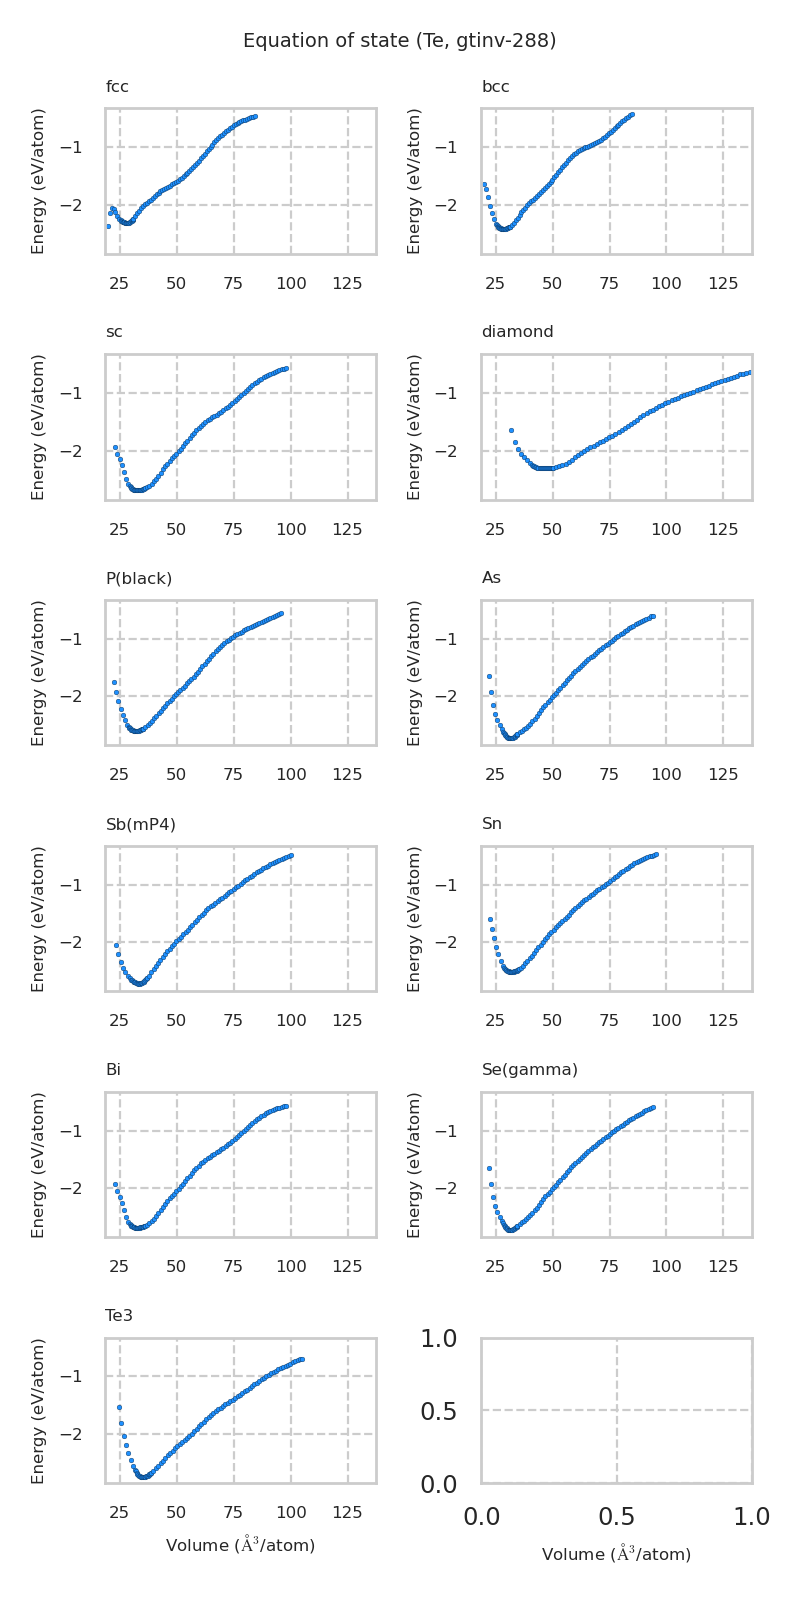 Equation of state (Te, gtinv-288)
fcc
bcc
Energy (eV/atom)
−1
−2
25 50 75 100 125
Energy (eV/atom)
−1
−2
25 50 75 100 125
sc
diamond
Energy (eV/atom)
−1
−2
25 50 75 100 125
Energy (eV/atom)
−1
−2
25 50 75 100 125
P(black)
As
Energy (eV/atom)
−1
−2
25 50 75 100 125
Energy (eV/atom)
−1
−2
25 50 75 100 125
Sb(mP4)
Sn
Energy (eV/atom)
−1
−2
25 50 75 100 125
Energy (eV/atom)
−1
−2
25 50 75 100 125
Bi
Se(gamma)
Energy (eV/atom)
−1
−2
25 50 75 100 125
Energy (eV/atom)
−1
−2
25 50 75 100 125
Te3
Energy (eV/atom)
−1
−2
25 50 75 100 125
Volume (Å³/atom)
1.0
0.5
0.0
0.0 0.5 1.0
Volume (Å³/atom)